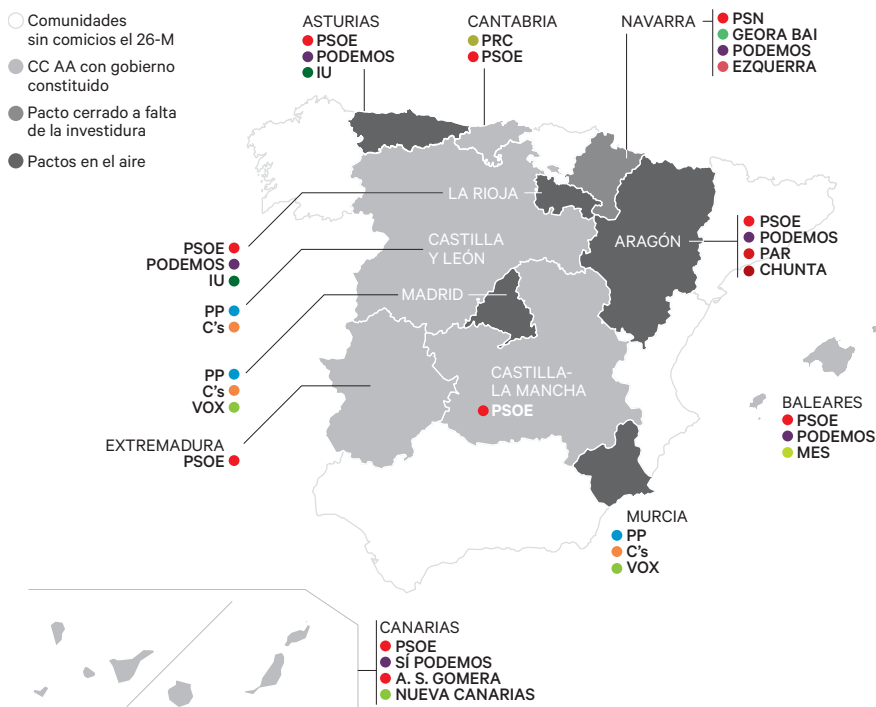 Comunidades
sin comicios el 26-M
CC AA con gobierno
constituido
Pacto cerrado a falta
de la investidura
Pactos en el aire
ASTURIAS
PSOE
PODEMOS
IU
CANTABRIA
PRC
PSOE
NAVARRA
PSN
GEORA BAI
PODEMOS
EZQUERRA
LA RIOJA
PSOE
PODEMOS
IU
CASTILLA
Y LEÓN
PP
C's
MADRID
PP
C's
VOX
ARAGÓN
PSOE
PODEMOS
PAR
CHUNTA
CASTILLA-
LA MANCHA
PSOE
EXTREMADURA
PSOE
BALEARES
PSOE
PODEMOS
MES
MURCIA
PP
C's
VOX
CANARIAS
PSOE
SÍ PODEMOS
A. S. GOMERA
NUEVA CANARIAS